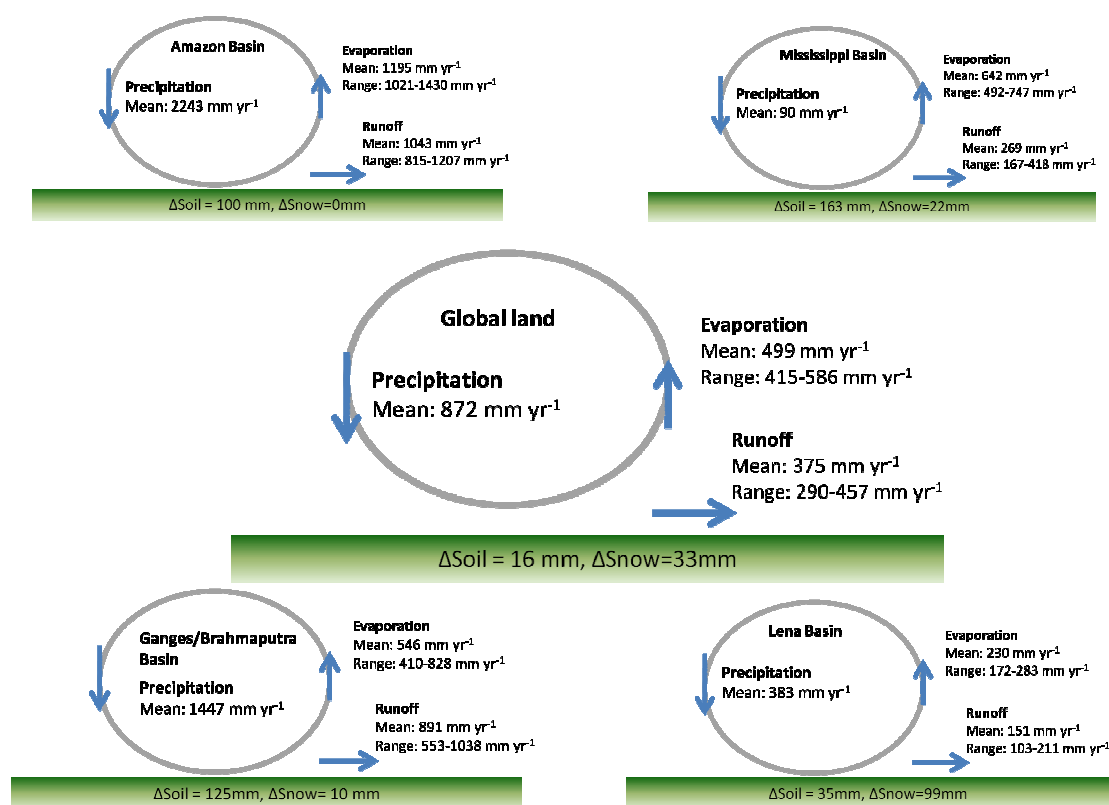 Amazon Basin
Precipitation
Mean: 2243 mm yr⁻¹
Evaporation
Mean: 1195 mm yr⁻¹
Range: 1021-1430 mm yr⁻¹
Runoff
Mean: 1043 mm yr⁻¹
Range: 815-1207 mm yr⁻¹
ΔSoil = 100 mm, ΔSnow=0mm
Mississippi Basin
Precipitation
Mean: 90 mm yr⁻¹
Evaporation
Mean: 642 mm yr⁻¹
Range: 492-747 mm yr⁻¹
Runoff
Mean: 269 mm yr⁻¹
Range: 167-418 mm yr⁻¹
ΔSoil = 163 mm, ΔSnow=22mm
Global land
Precipitation
Mean: 872 mm yr⁻¹
Evaporation
Mean: 499 mm yr⁻¹
Range: 415-586 mm yr⁻¹
Runoff
Mean: 375 mm yr⁻¹
Range: 290-457 mm yr⁻¹
ΔSoil = 16 mm, ΔSnow=33mm
Ganges/Brahmaputra
Basin
Precipitation
Mean: 1447 mm yr⁻¹
Evaporation
Mean: 546 mm yr⁻¹
Range: 410-828 mm yr⁻¹
Runoff
Mean: 891 mm yr⁻¹
Range: 553-1038 mm yr⁻¹
ΔSoil = 125mm, ΔSnow= 10 mm
Lena Basin
Precipitation
Mean: 383 mm yr⁻¹
Evaporation
Mean: 230 mm yr⁻¹
Range: 172-283 mm yr⁻¹
Runoff
Mean: 151 mm yr⁻¹
Range: 103-211 mm yr⁻¹
ΔSoil = 35mm, ΔSnow=99mm